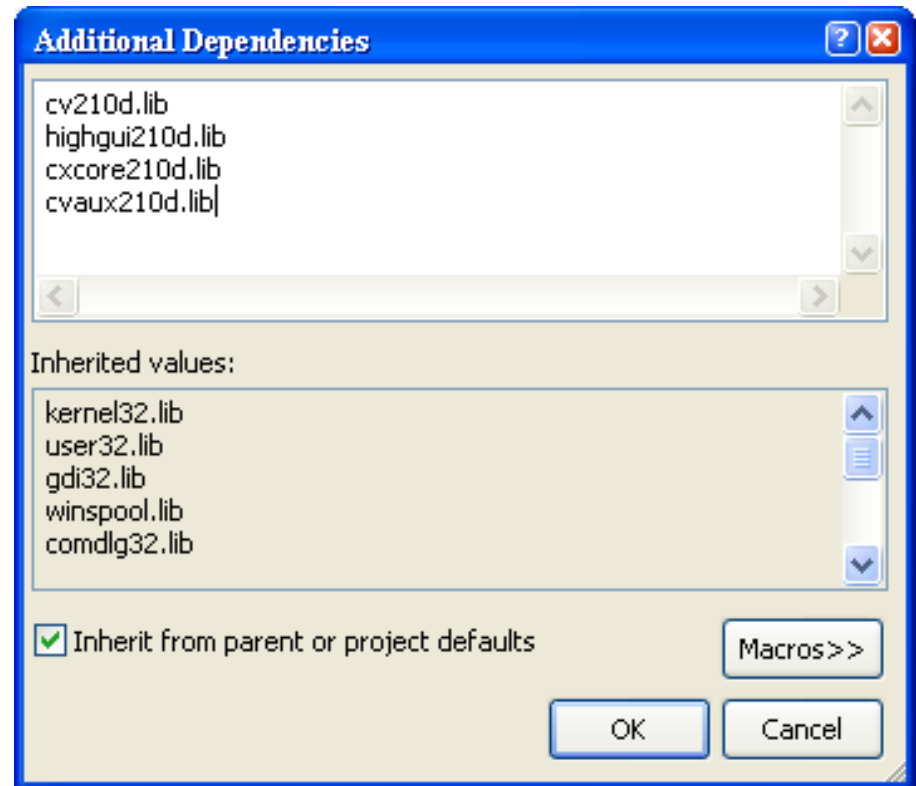 Additional Dependencies
cv210d.lib
highgui210d.lib
cxcore210d.lib
cvaux210d.lib
Inherited values:
kernel32.lib
user32.lib
gdi32.lib
winspool.lib
comdlg32.lib
Inherit from parent or project defaults
Macros>>
OK
Cancel